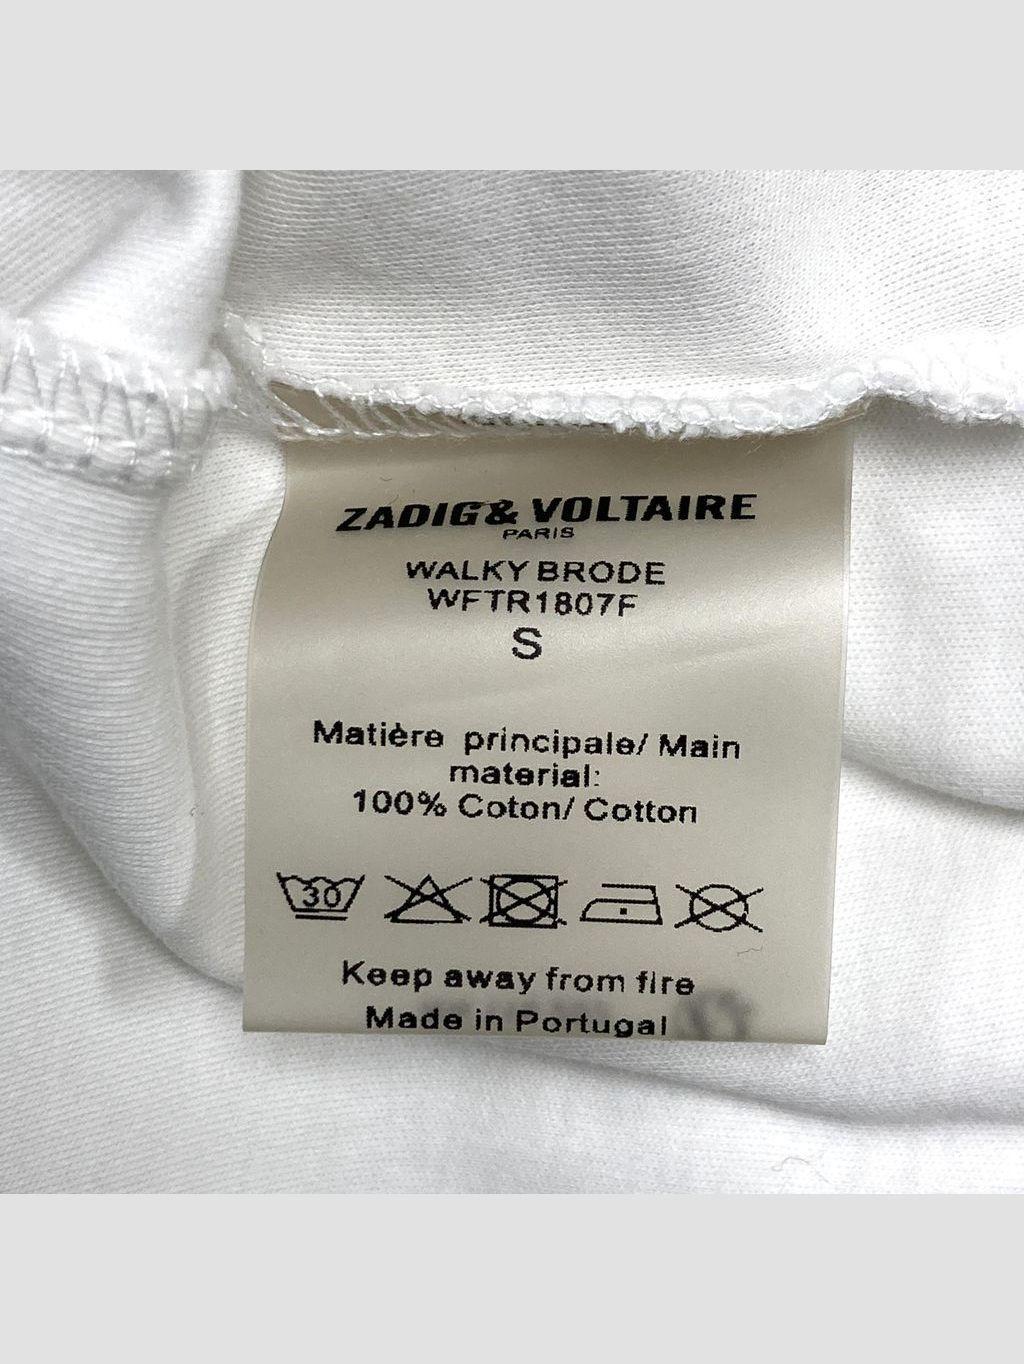 ZADIG & VOLTAIRE
PARIS
WALKY BRODE
WFTR1807F
S
Matière principale/ Main
material:
100% Coton/ Cotton
30
Keep away from fire
Made in Portugal